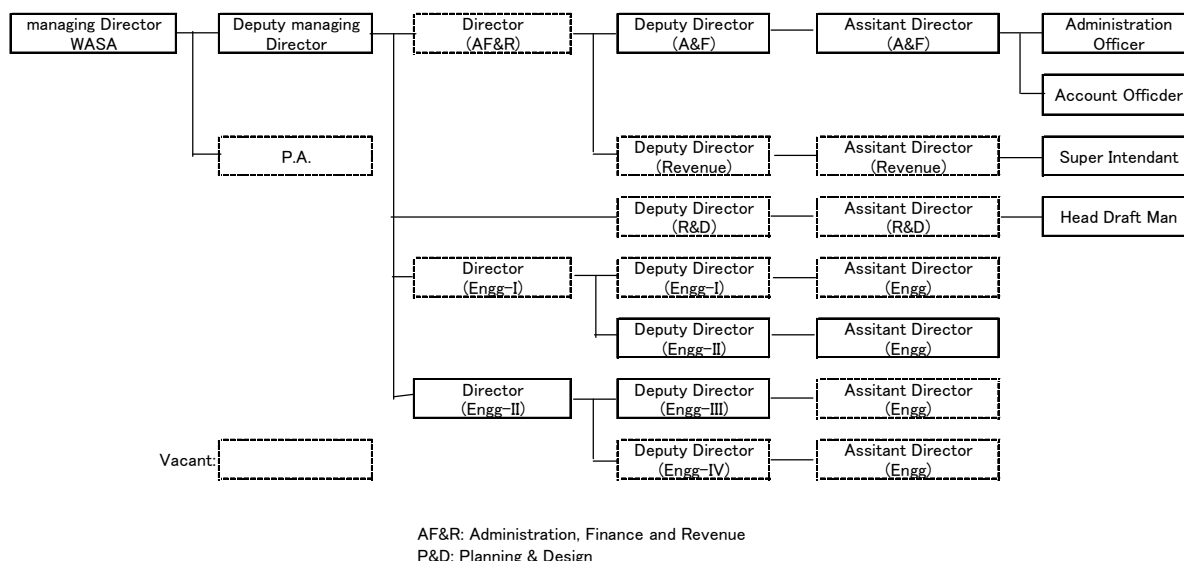 managing Director
WASA
Deputy managing
Director
Director
(AF&R)
Deputy Director
(A&F)
Assitant Director
(A&F)
Administration
Officer
Account Officder
P.A.
Deputy Director
(Revenue)
Assitant Director
(Revenue)
Super Intendant
Deputy Director
(R&D)
Assitant Director
(R&D)
Head Draft Man
Director
(Engg-I)
Deputy Director
(Engg-I)
Assitant Director
(Engg)
Deputy Director
(Engg-II)
Assitant Director
(Engg)
Director
(Engg-II)
Deputy Director
(Engg-III)
Assitant Director
(Engg)
Vacant:
Deputy Director
(Engg-IV)
Assitant Director
(Engg)
AF&R: Administration, Finance and Revenue
P&D: Planning & Design